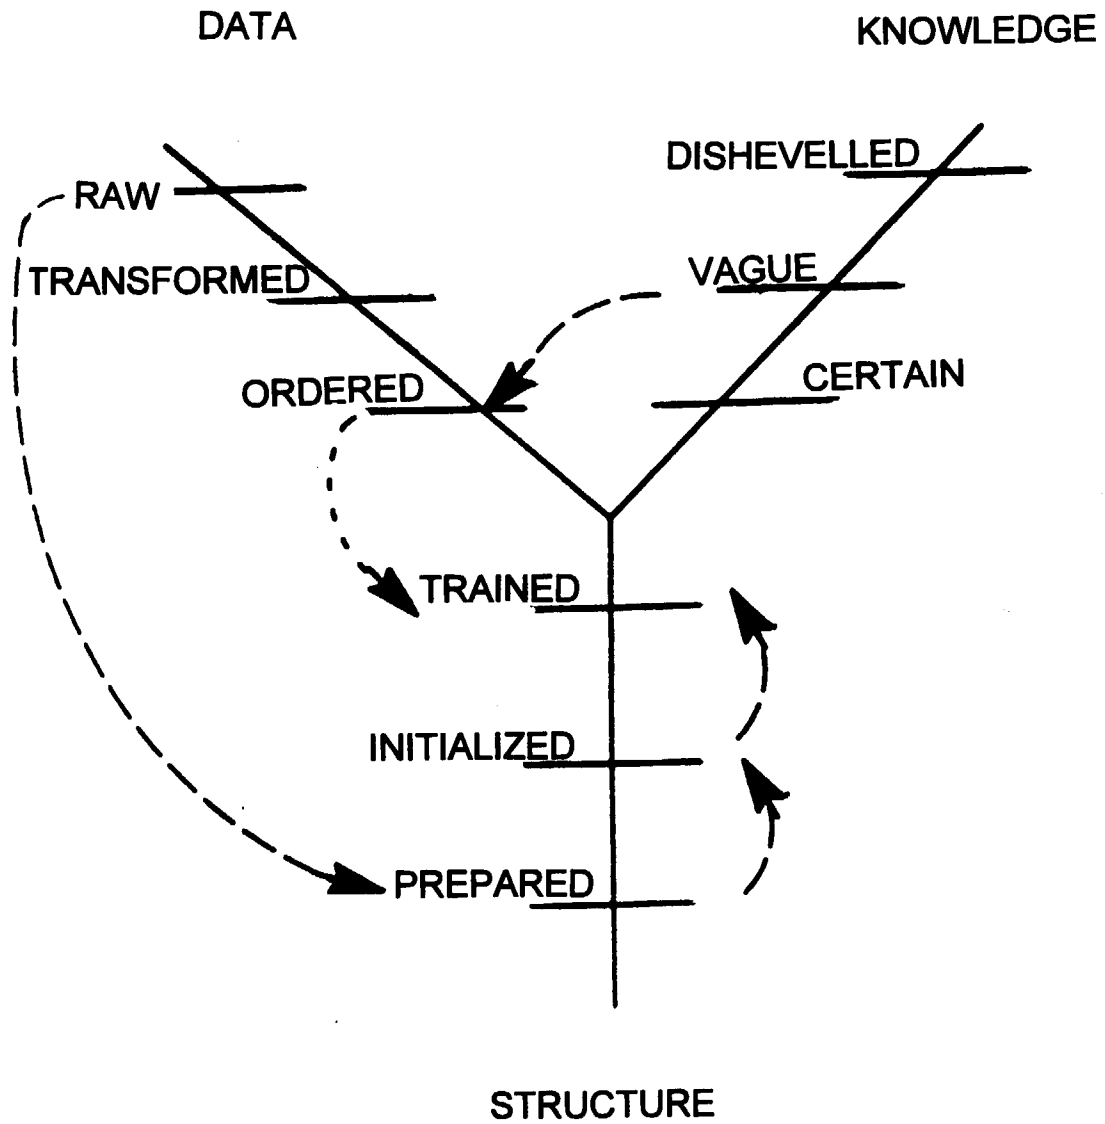 DATA
KNOWLEDGE
DISHEVELLED
RAW
VAGUE
TRANSFORMED
CERTAIN
ORDERED
TRAINED
INITIALIZED
PREPARED
STRUCTURE